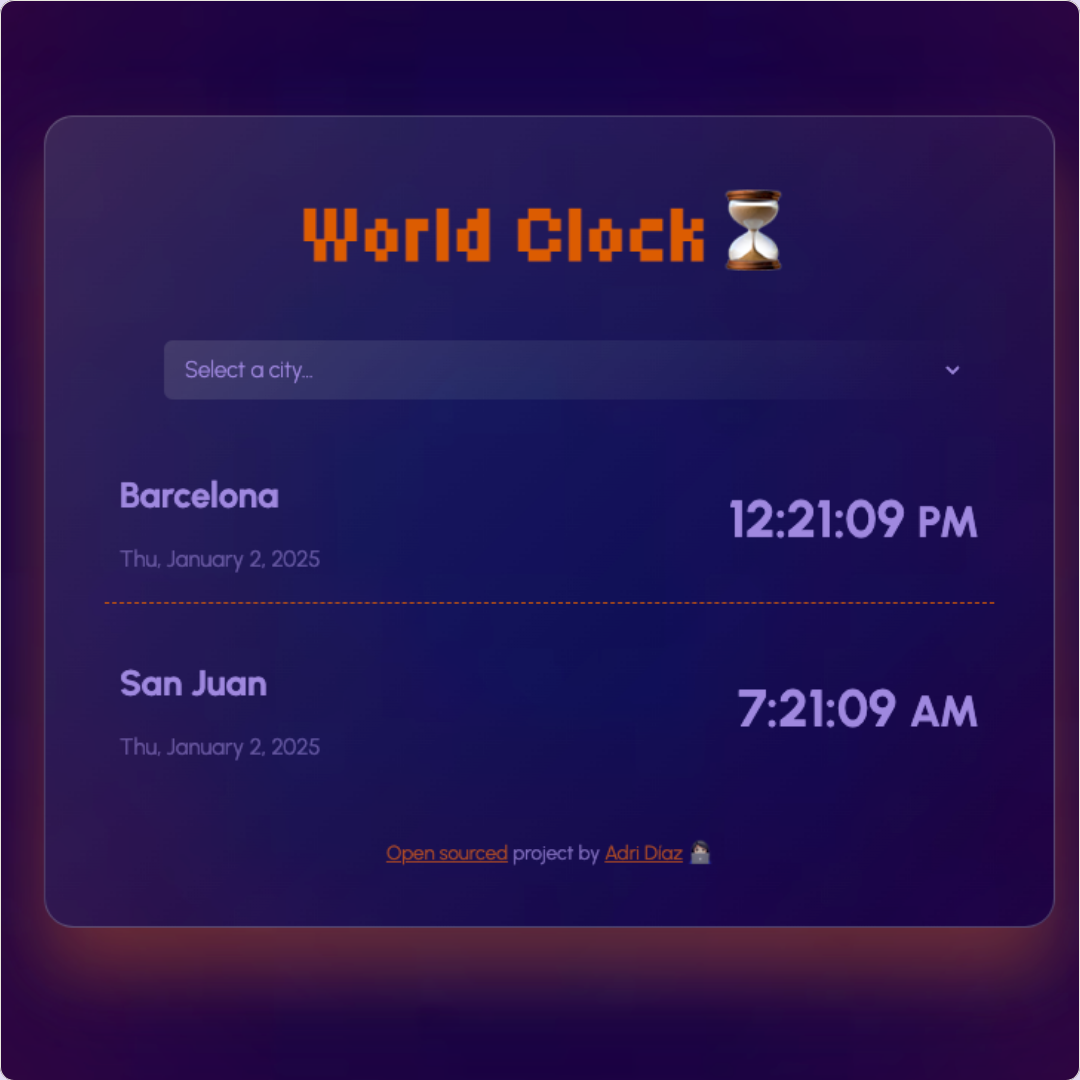 World Clock
Select a city...
Barcelona
12:21:09 PM
Thu, January 2, 2025
San Juan
7:21:09 AM
Thu, January 2, 2025
Open sourced project by Adri Díaz